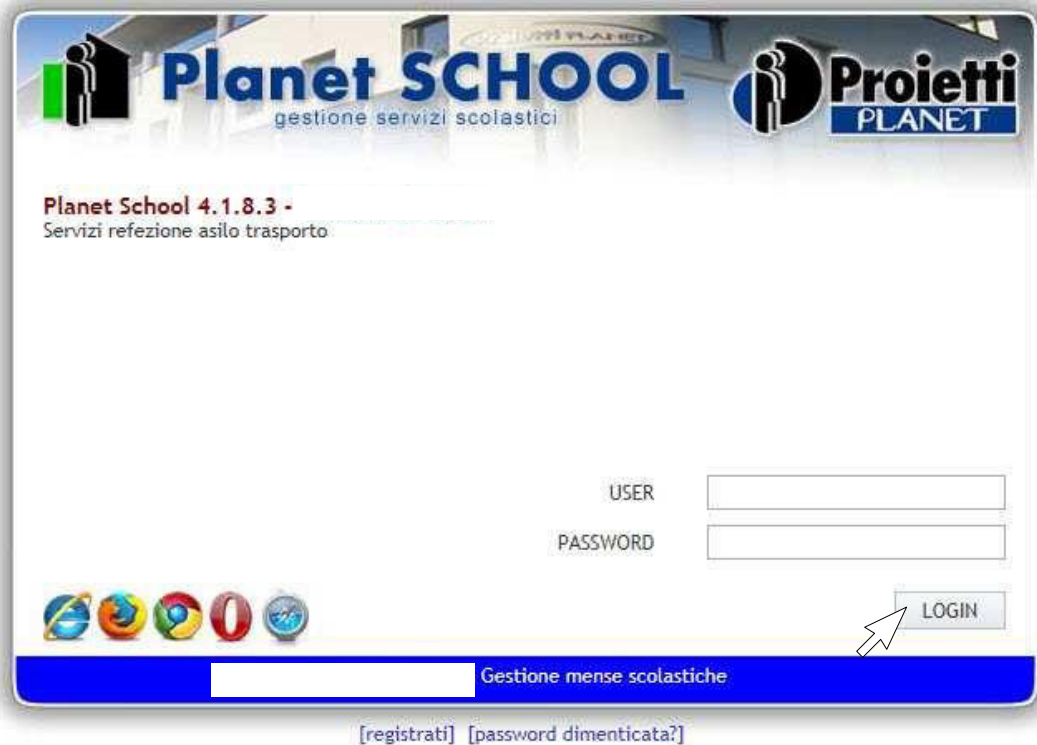 Planet SCHOOL
gestione servizi scolastici
Proietti
PLANET
Planet School 4.1.8.3 -
Servizi refezione asilo trasporto
USER
PASSWORD
LOGIN
Gestione mense scolastiche
[registrati] [password dimenticata?]